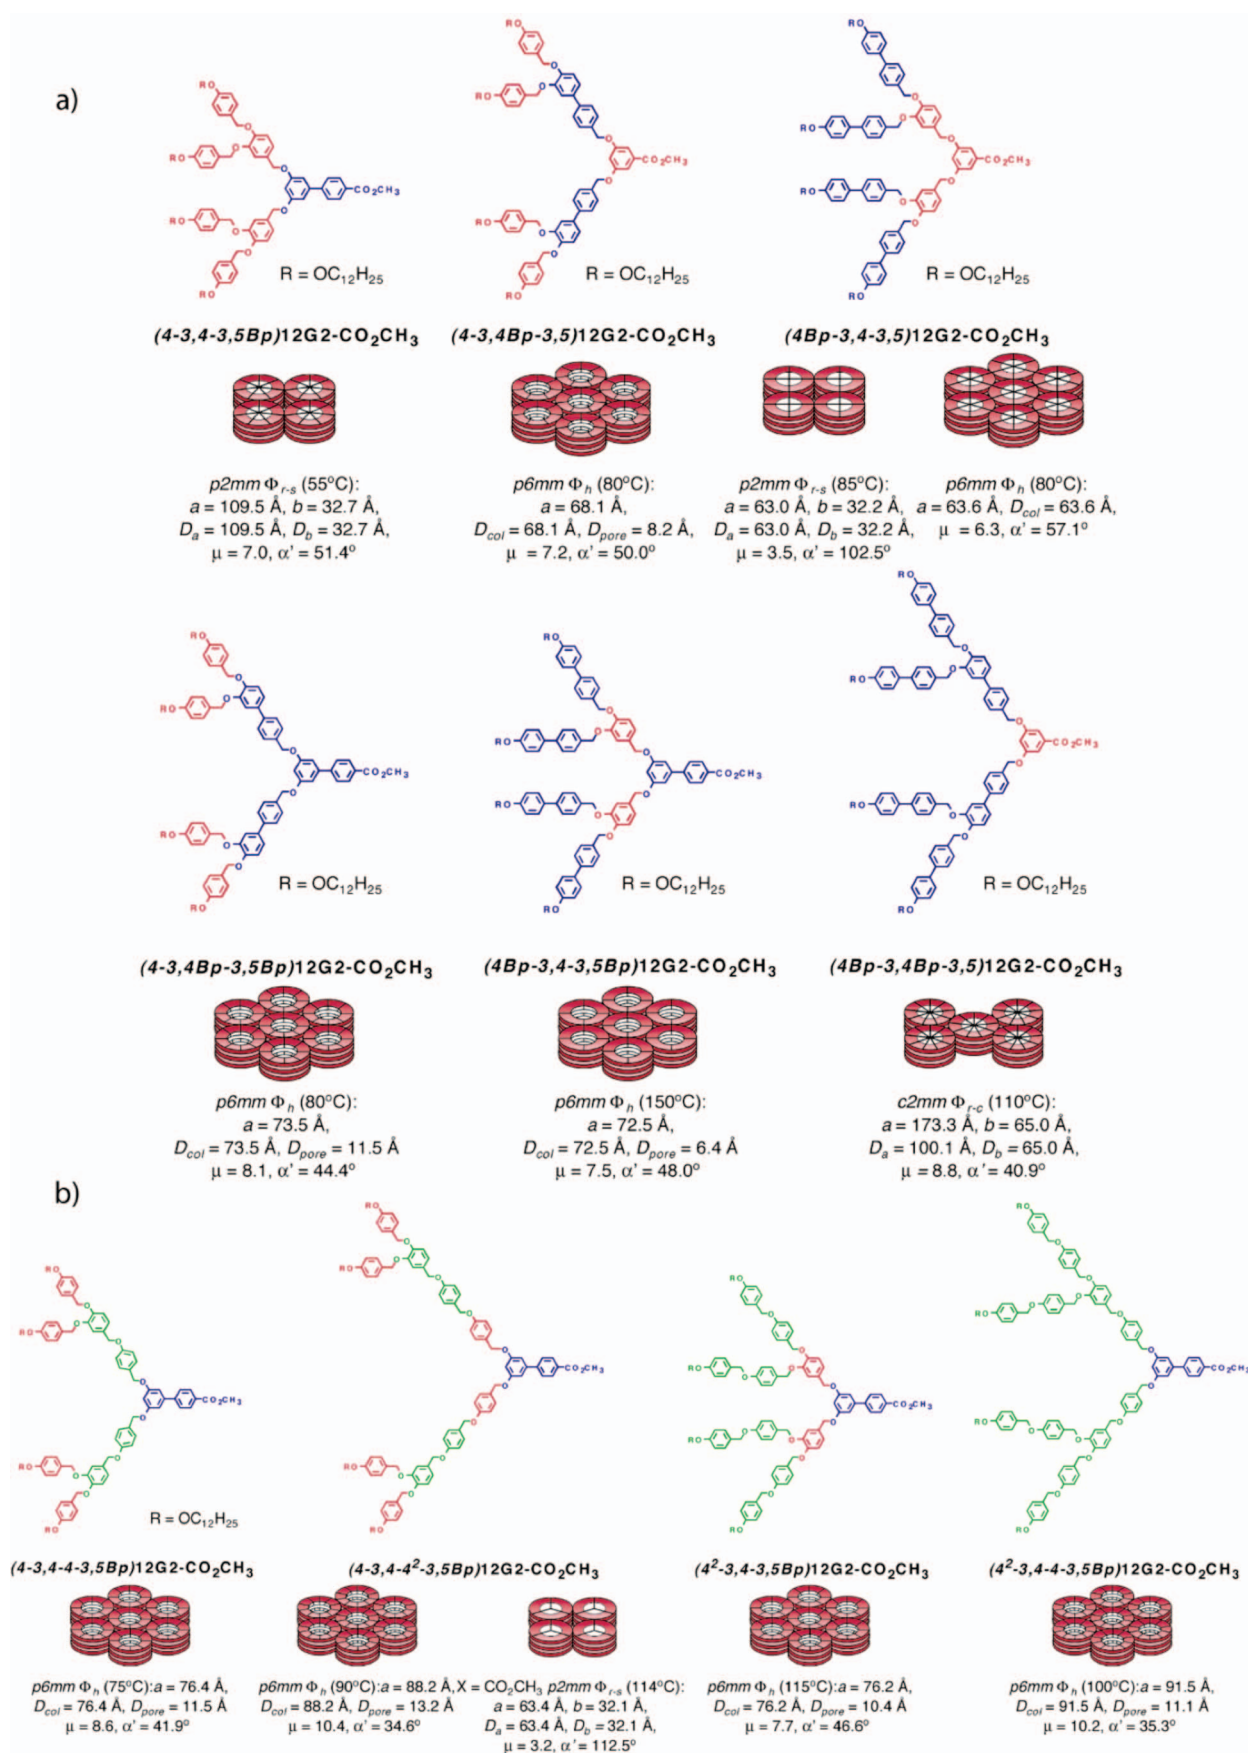 a)
R = OC₁₂H₂₅
R = OC₁₂H₂₅
R = OC₁₂H₂₅
(4-3,4-3,5Bp)12G2-CO₂CH₃
(4-3,4Bp-3,5)12G2-CO₂CH₃
(4Bp-3,4-3,5)12G2-CO₂CH₃
p2mm Φr-s (55°C):
a = 109.5 Å, b = 32.7 Å,
Da = 109.5 Å, Db = 32.7 Å,
μ = 7.0, α' = 51.4°
p6mm Φh (80°C):
a = 68.1 Å,
Dcol = 68.1 Å, Dpore = 8.2 Å,
μ = 7.2, α' = 50.0°
p2mm Φr-s (85°C):
a = 63.0 Å, b = 32.2 Å,
Da = 63.0 Å, Db = 32.2 Å,
μ = 3.5, α' = 102.5°
p6mm Φh (80°C):
a = 63.6 Å, Dcol = 63.6 Å,
μ = 6.3, α' = 57.1°
R = OC₁₂H₂₅
R = OC₁₂H₂₅
R = OC₁₂H₂₅
(4-3,4Bp-3,5Bp)12G2-CO₂CH₃
(4Bp-3,4-3,5Bp)12G2-CO₂CH₃
(4Bp-3,4Bp-3,5)12G2-CO₂CH₃
p6mm Φh (80°C):
a = 73.5 Å,
Dcol = 73.5 Å, Dpore = 11.5 Å
μ = 8.1, α' = 44.4°
p6mm Φh (150°C):
a = 72.5 Å,
Dcol = 72.5 Å, Dpore = 6.4 Å
μ = 7.5, α' = 48.0°
c2mm Φr-c (110°C):
a = 173.3 Å, b = 65.0 Å,
Da = 100.1 Å, Db = 65.0 Å,
μ = 8.8, α' = 40.9°
b)
R = OC₁₂H₂₅
(4-3,4-4-3,5Bp)12G2-CO₂CH₃
(4-3,4-4²-3,5Bp)12G2-CO₂CH₃
(4²-3,4-3,5Bp)12G2-CO₂CH₃
(4²-3,4-4-3,5Bp)12G2-CO₂CH₃
p6mm Φh (75°C): a = 76.4 Å,
Dcol = 76.4 Å, Dpore = 11.5 Å
μ = 8.6, α' = 41.9°
p6mm Φh (90°C): a = 88.2 Å,
Dcol = 88.2 Å, Dpore = 13.2 Å
μ = 10.4, α' = 34.6°
X = CO₂CH₃ p2mm Φr-s (114°C):
a = 63.4 Å, b = 32.1 Å
Da = 63.4 Å, Db = 32.1 Å
μ = 3.2, α' = 112.5°
p6mm Φh (115°C): a = 76.2 Å,
Dcol = 76.2 Å, Dpore = 10.4 Å
μ = 7.7, α' = 46.6°
p6mm Φh (100°C): a = 91.5 Å,
Dcol = 91.5 Å, Dpore = 11.1 Å
μ = 10.2, α' = 35.3°